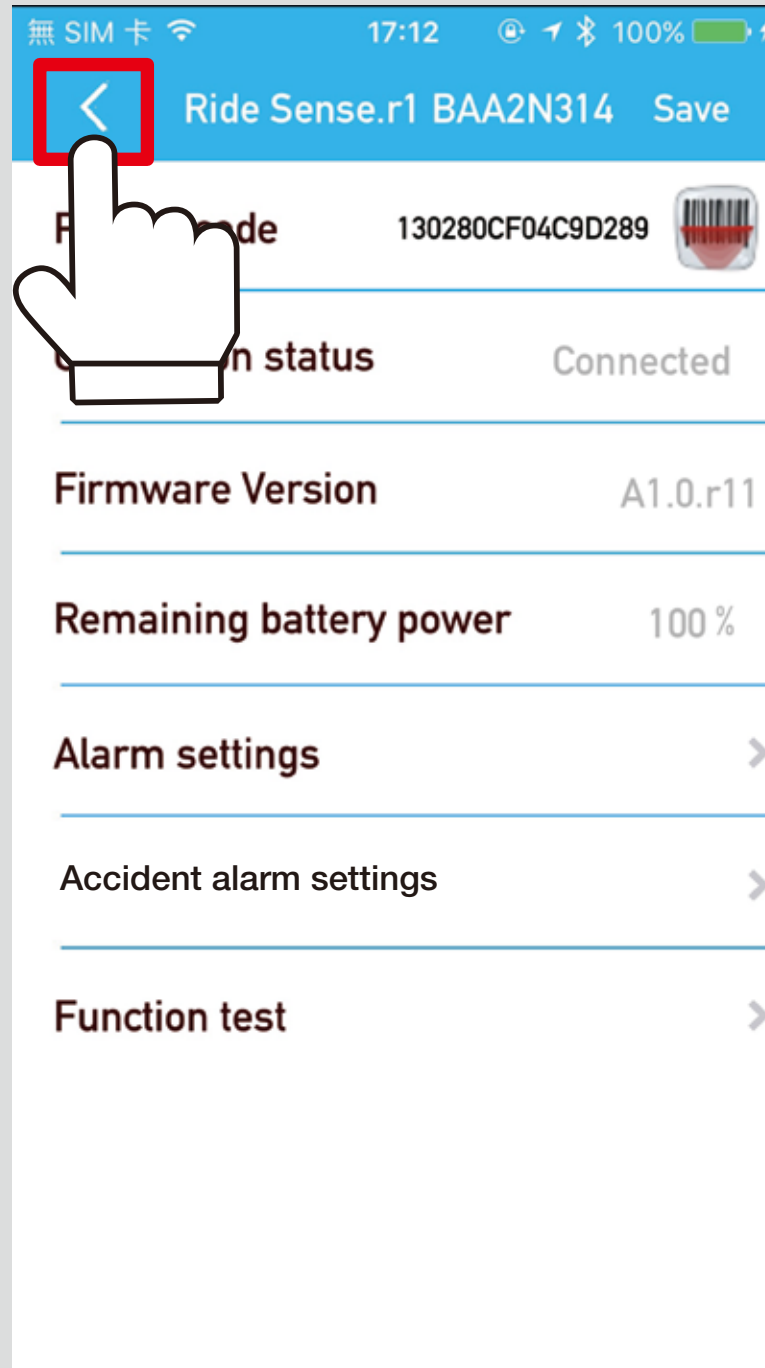 無 SIM 卡 17:12 100%
Ride Sense.r1 BAA2N314 Save
130280CF04C9D289
status Connected
Firmware Version A1.0.r11
Remaining battery power 100 %
Alarm settings
Accident alarm settings
Function test